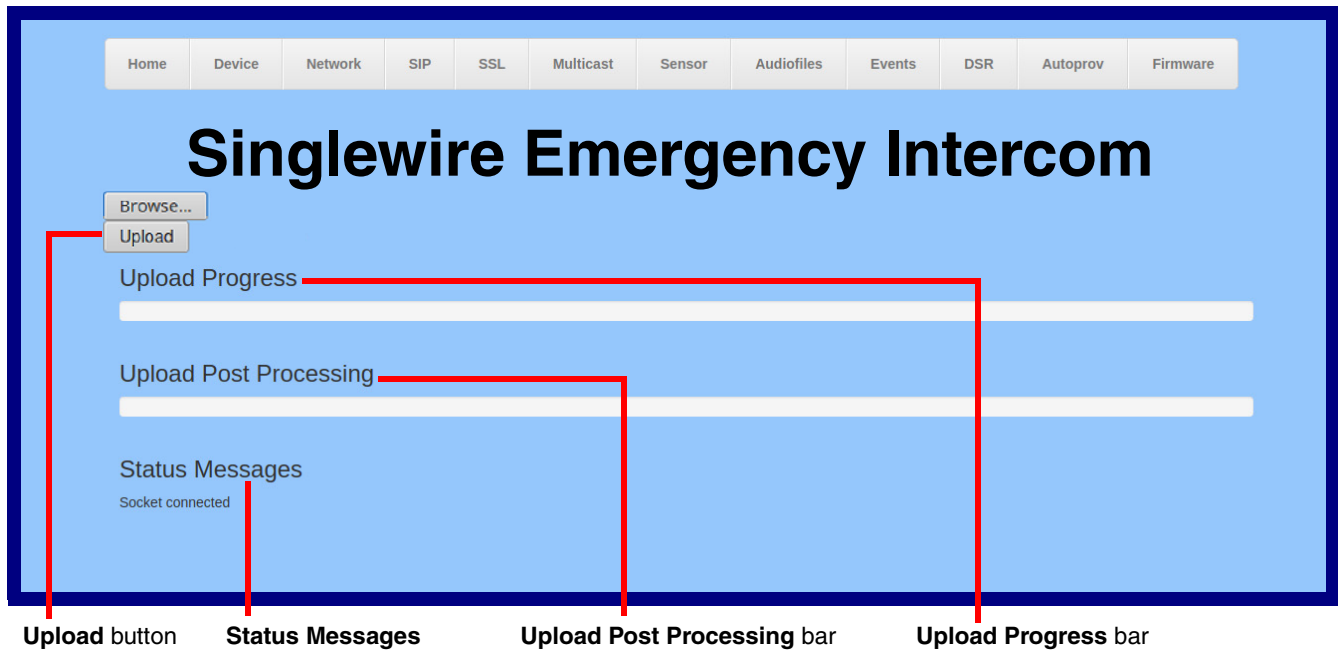 Home Device Network SIP SSL Multicast Sensor Audiofiles Events DSR Autoprov Firmware
Singlewire Emergency Intercom
Browse...
Upload
Upload Progress
Upload Post Processing
Status Messages
Socket connected
Upload button Status Messages Upload Post Processing bar Upload Progress bar